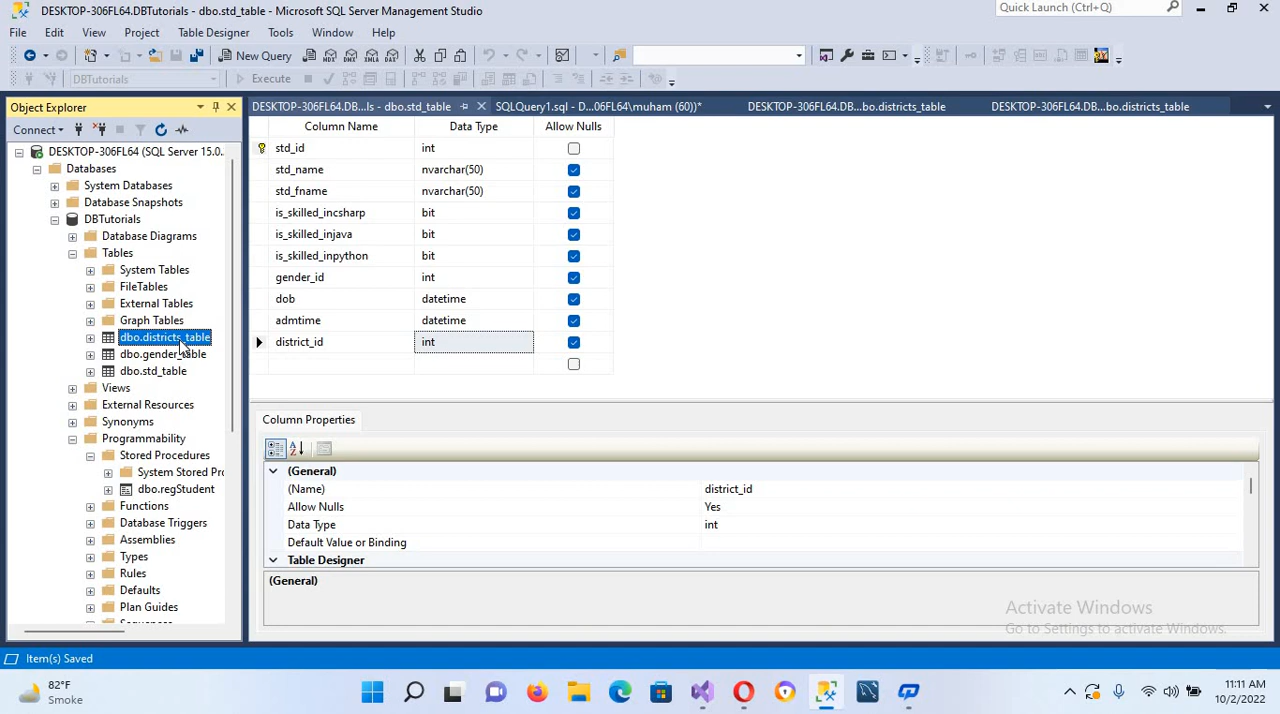 DESKTOP-306FL64.DBTutorials - dbo.std_table - Microsoft SQL Server Management Studio
Quick Launch (Ctrl+Q)
File Edit View Project Table Designer Tools Window Help
New Query
MDX DMX XMLA DAX
DBTutorials Execute
Object Explorer
DESKTOP-306FL64.DB...ls - dbo.std_table
SQLQuery1.sql - D...06FL64\muham (60))*
DESKTOP-306FL64.DB...bo.districts_table
DESKTOP-306FL64.DB...bo.districts_table
Connect
DESKTOP-306FL64 (SQL Server 15.0...
Databases
System Databases
Database Snapshots
DBTutorials
Database Diagrams
Tables
System Tables
FileTables
External Tables
Graph Tables
dbo.districts_table
dbo.gender_table
dbo.std_table
Views
External Resources
Synonyms
Programmability
Stored Procedures
System Stored Pr
dbo.regStudent
Functions
Database Triggers
Assemblies
Types
Rules
Defaults
Plan Guides
Column Name Data Type Allow Nulls
std_id int
std_name nvarchar(50)
std_fname nvarchar(50)
is_skilled_incsharp bit
is_skilled_injava bit
is_skilled_inpython bit
gender_id int
dob datetime
admtime datetime
district_id int
Column Properties
(General)
(Name) district_id
Allow Nulls Yes
Data Type int
Default Value or Binding
Table Designer
(General)
Activate Windows
Go to Settings to activate Windows.
Item(s) Saved
82°F
Smoke
11:11 AM
10/2/2022